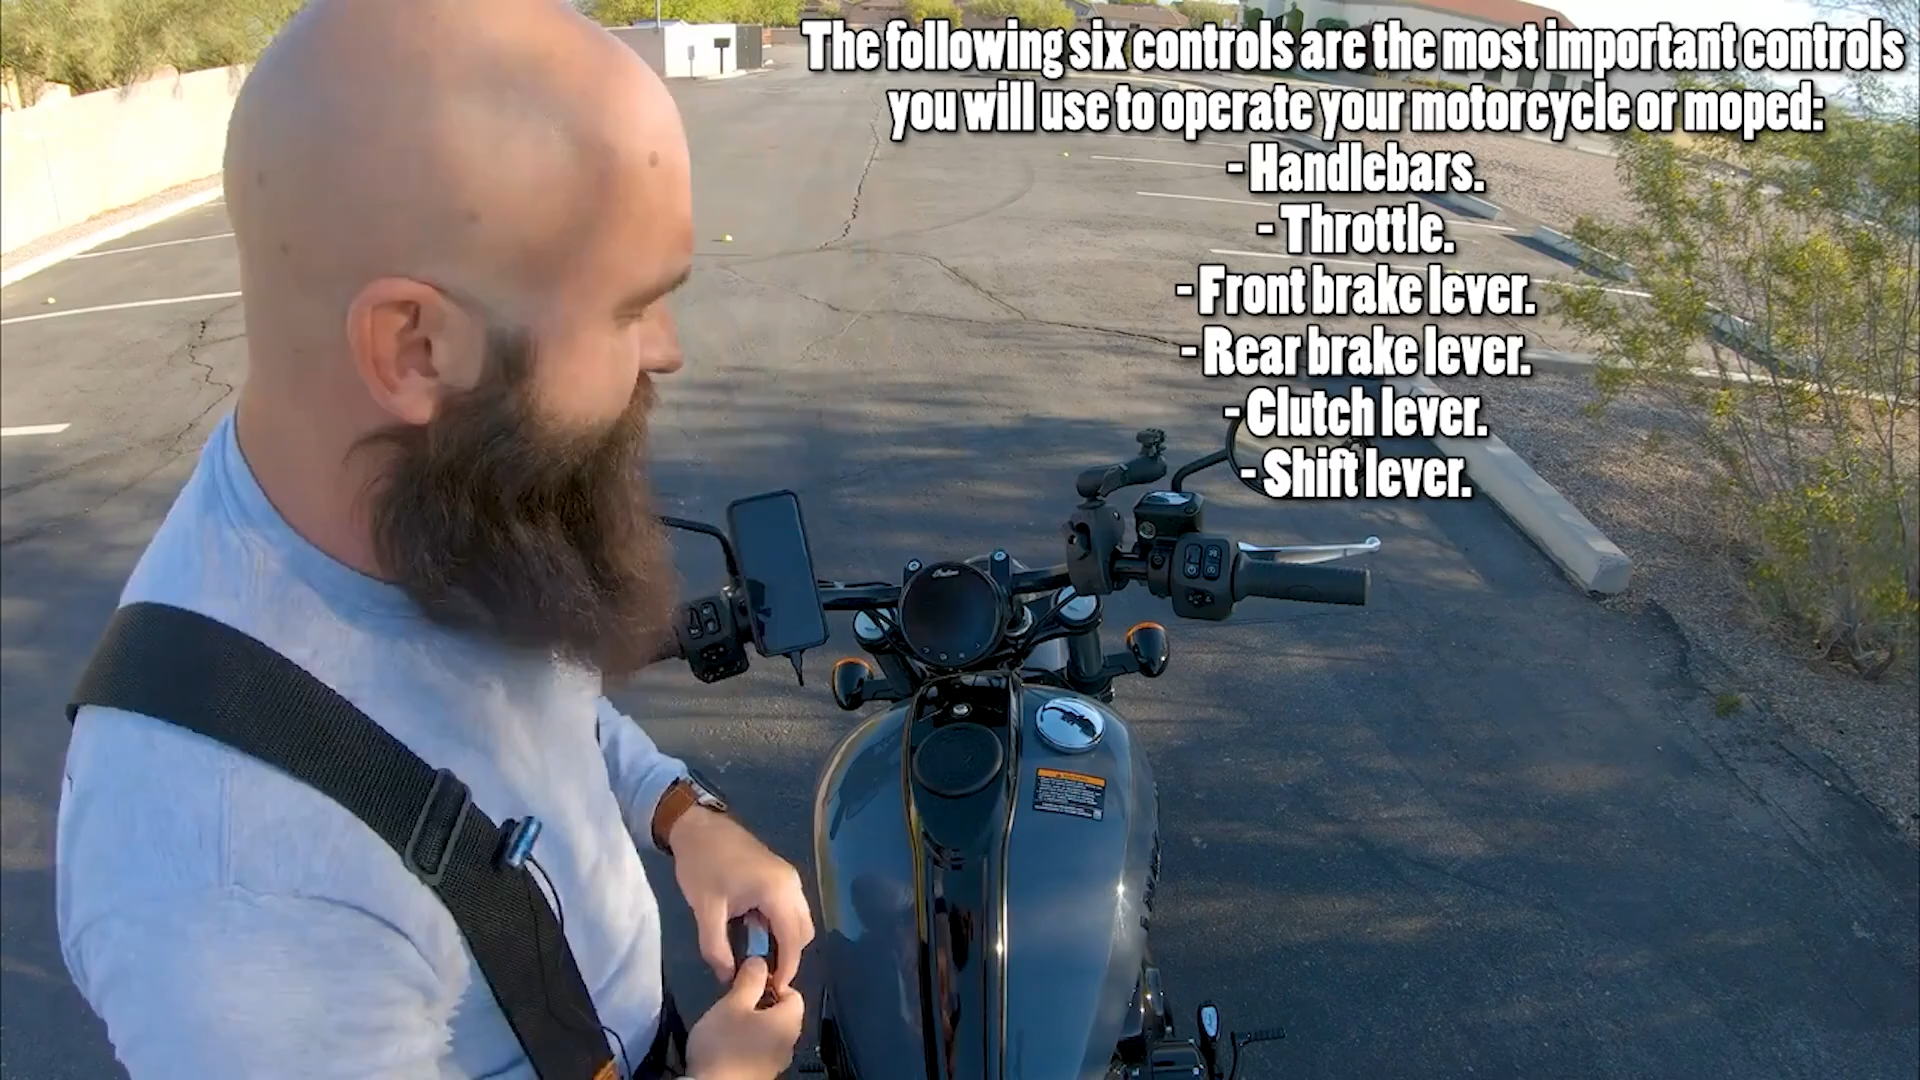 The following six controls are the most important controls
you will use to operate your motorcycle or moped:
- Handlebars.
- Throttle.
- Front brake lever.
- Rear brake lever.
- Clutch lever.
- Shift lever.
Indian